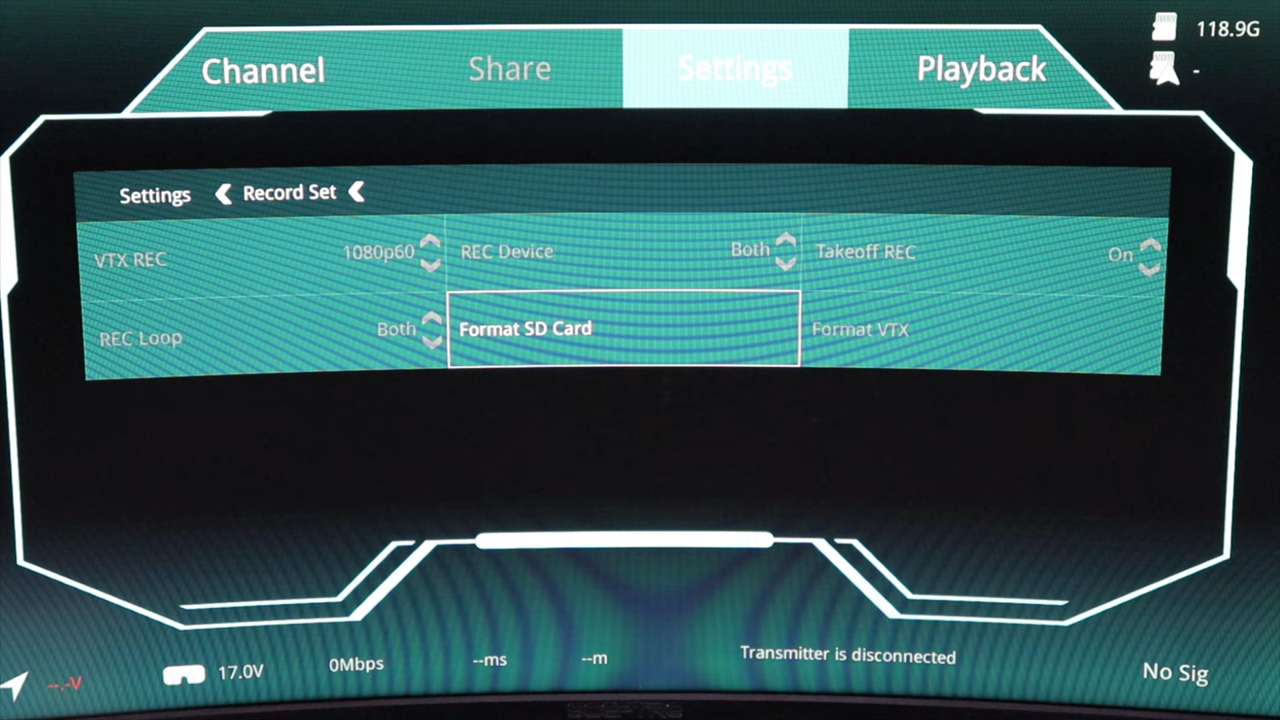 118.9G
-
Channel Share Settings Playback
Settings Record Set
VTX REC 1080p60 REC Device Both Takeoff REC On
REC Loop Both Format SD Card Format VTX
--.-V 17.0V 0Mbps --ms --m Transmitter is disconnected No Sig